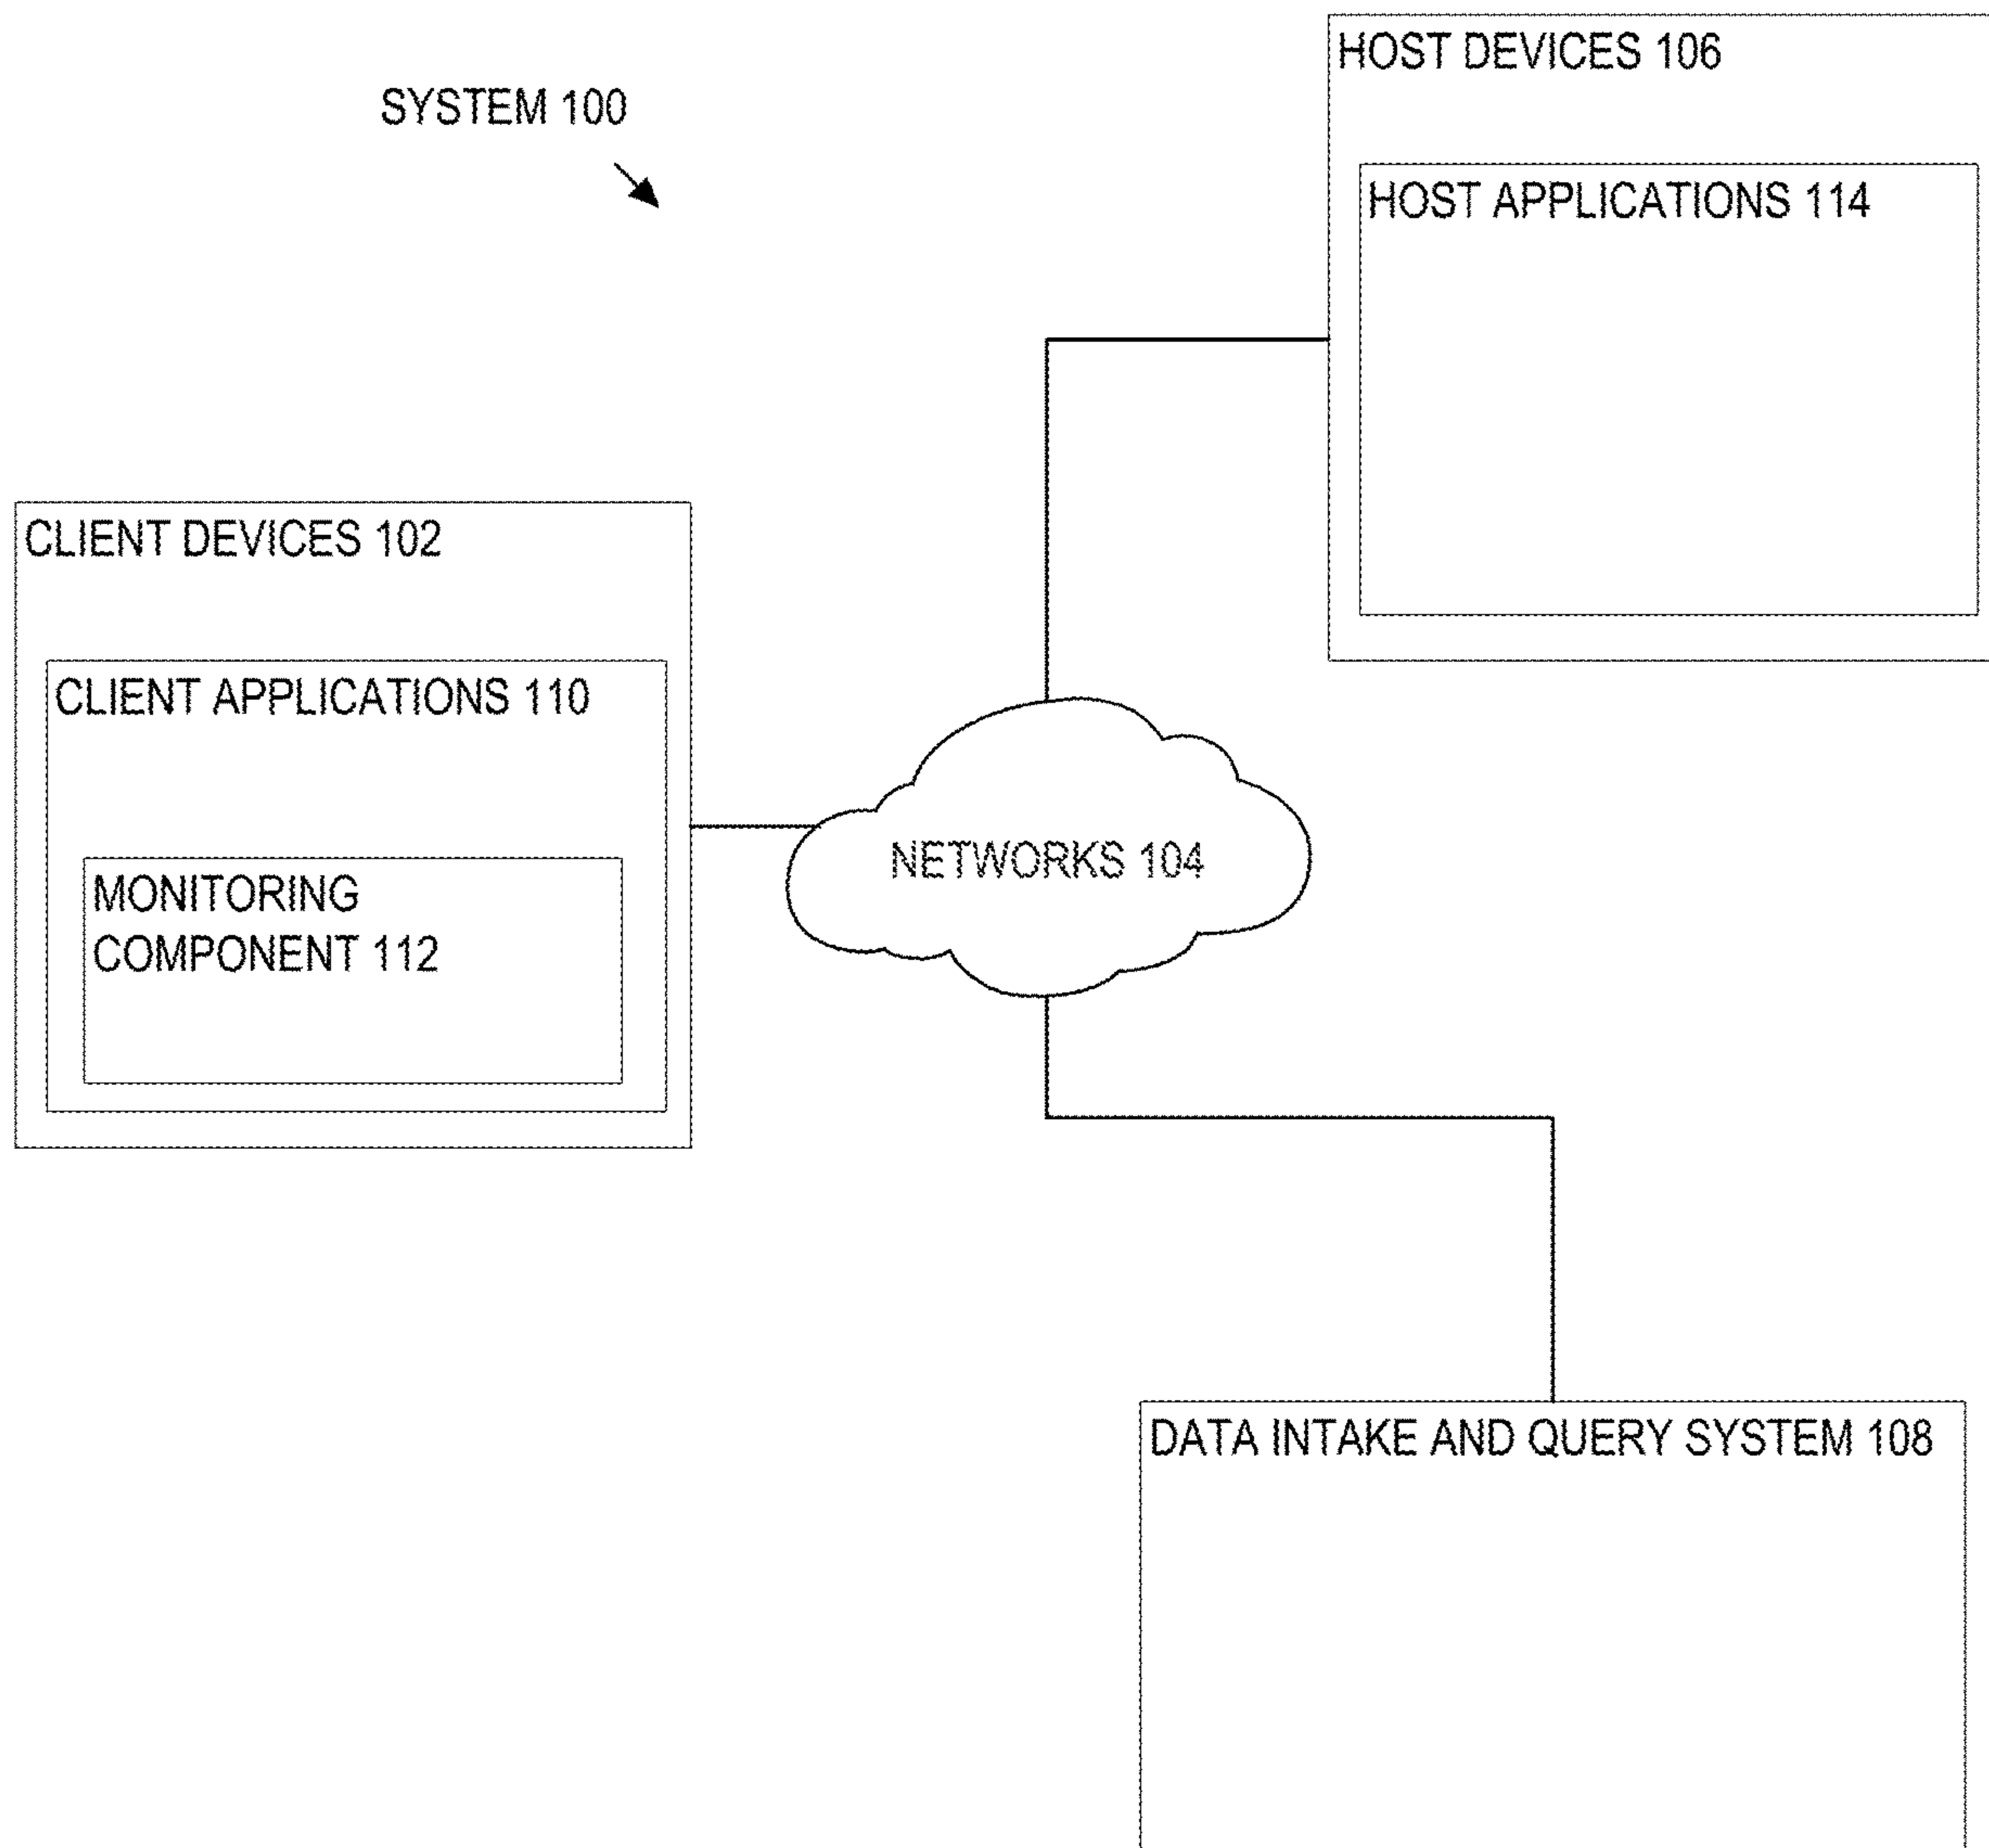 SYSTEM 100
HOST DEVICES 106
HOST APPLICATIONS 114
CLIENT DEVICES 102
CLIENT APPLICATIONS 110
MONITORING
COMPONENT 112
NETWORKS 104
DATA INTAKE AND QUERY SYSTEM 108